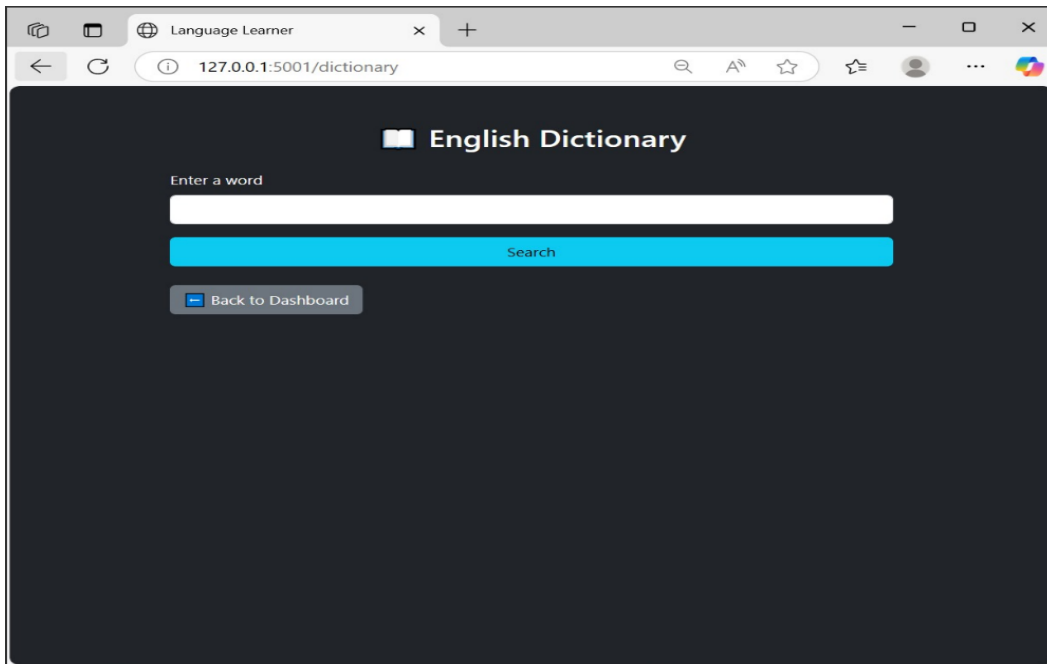 Language Learner
127.0.0.1:5001/dictionary
English Dictionary
Enter a word
Search
Back to Dashboard